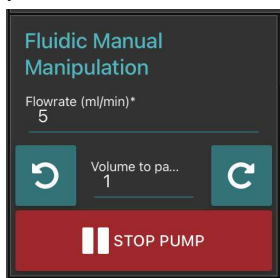 Fluidic Manual
Manipulation
Flowrate (ml/min)*
5
Volume to pa...
1
STOP PUMP